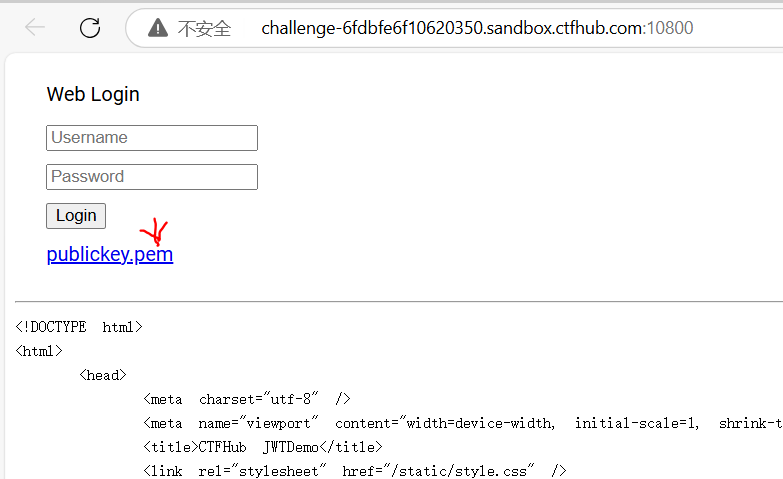 不安全 challenge-6fdbfe6f10620350.sandbox.ctfhub.com:10800
Web Login
Username
Password
Login
publickey.pem
<!DOCTYPE html>
<html>
<head>
<meta charset="utf-8" />
<meta name="viewport" content="width=device-width, initial-scale=1, shrink-t
<title>CTFHub JWTDemo</title>
<link rel="stylesheet" href="/static/style.css" />